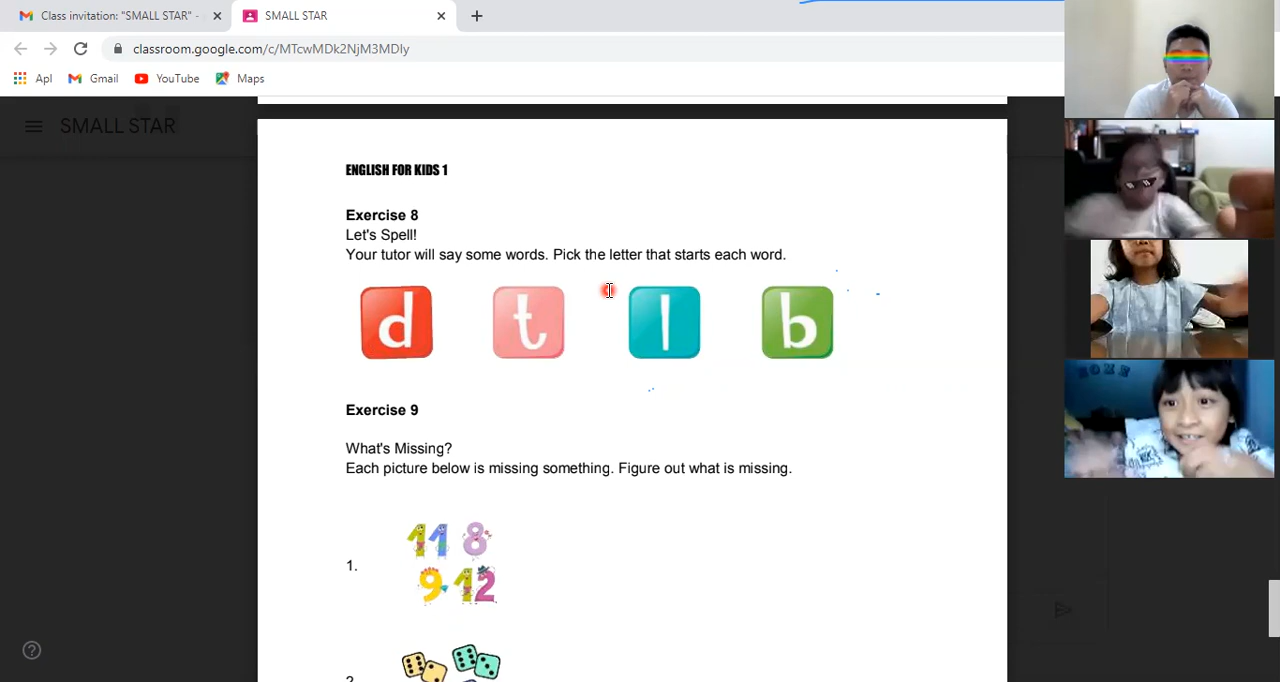 Class invitation: "SMALL STAR" -
SMALL STAR
classroom.google.com/c/MTcwMDk2NjM3MDIy
Apl
Gmail
YouTube
Maps
SMALL STAR
ENGLISH FOR KIDS 1
Exercise 8
Let's Spell!
Your tutor will say some words. Pick the letter that starts each word.
d t l b
Exercise 9
What's Missing?
Each picture below is missing something. Figure out what is missing.
1.
11 8
9 12
2.
HOME